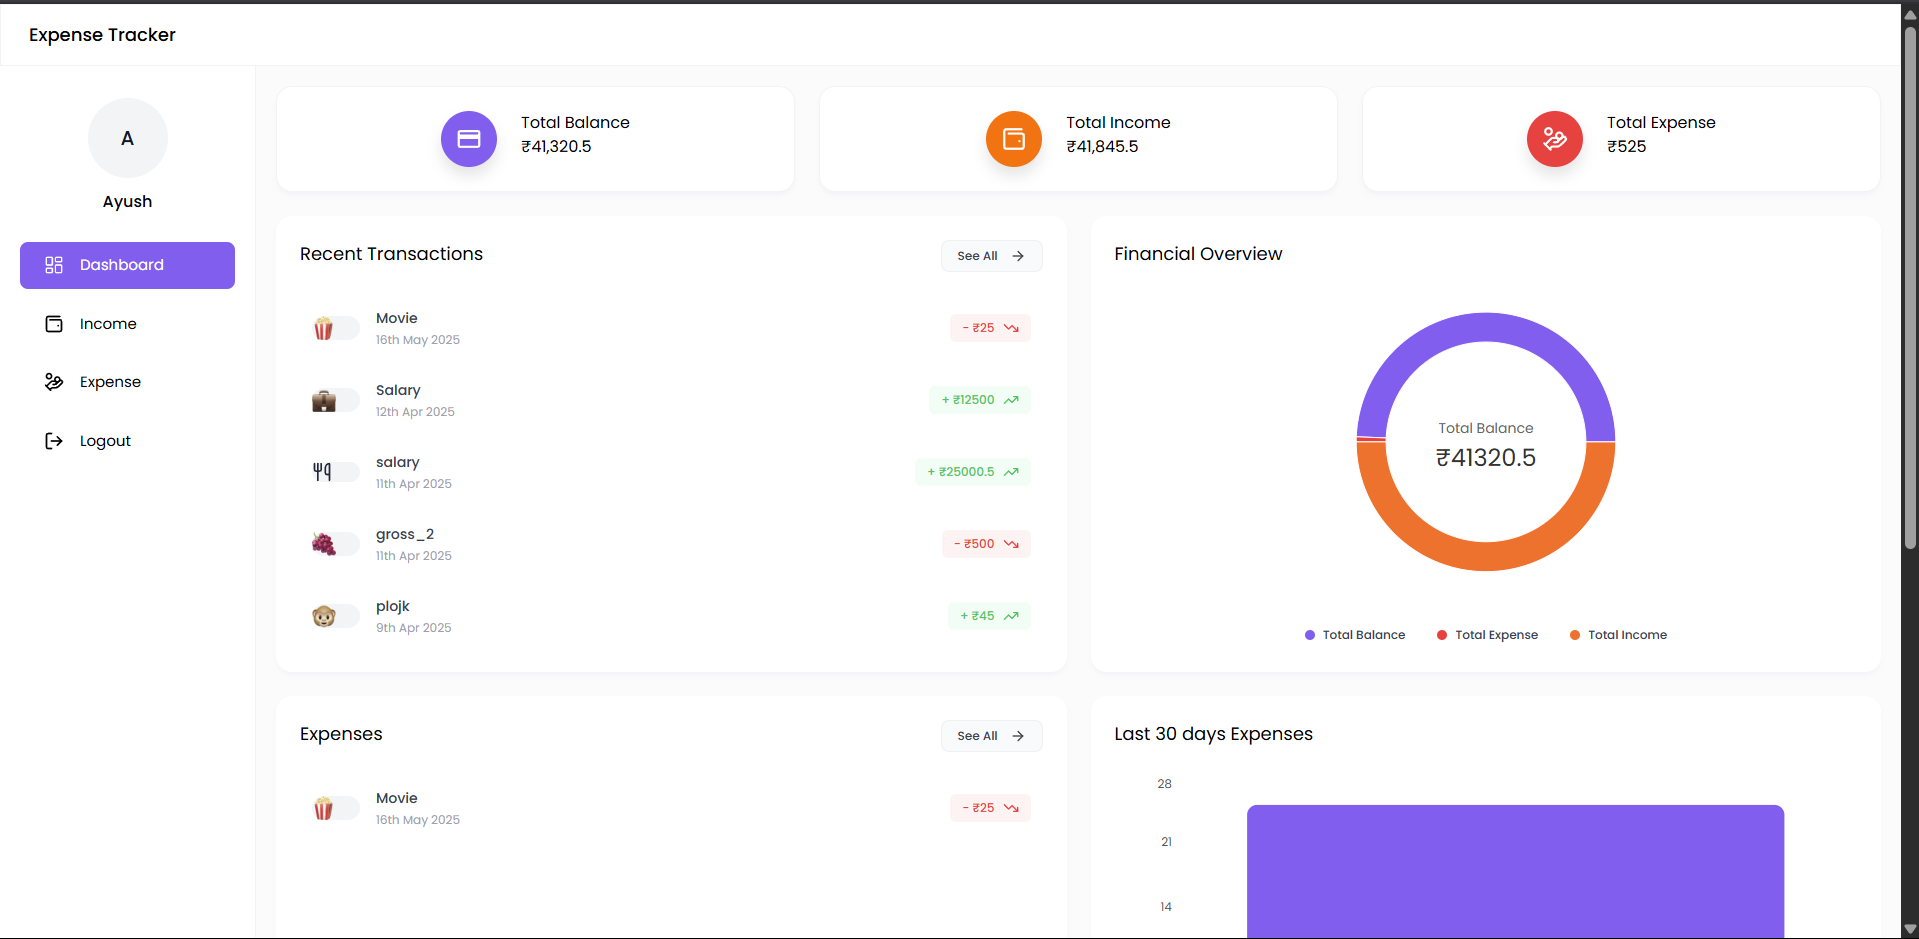 Expense Tracker
A
Ayush
Dashboard
Income
Expense
Logout
Total Balance
₹41,320.5
Total Income
₹41,845.5
Total Expense
₹525
Recent Transactions
See All
Movie
16th May 2025
- ₹25
Salary
12th Apr 2025
+ ₹12500
salary
11th Apr 2025
+ ₹25000.5
gross_2
11th Apr 2025
- ₹500
plojk
9th Apr 2025
+ ₹45
Financial Overview
Total Balance
₹41320.5
Total Balance
Total Expense
Total Income
Expenses
See All
Movie
16th May 2025
- ₹25
Last 30 days Expenses
28
21
14